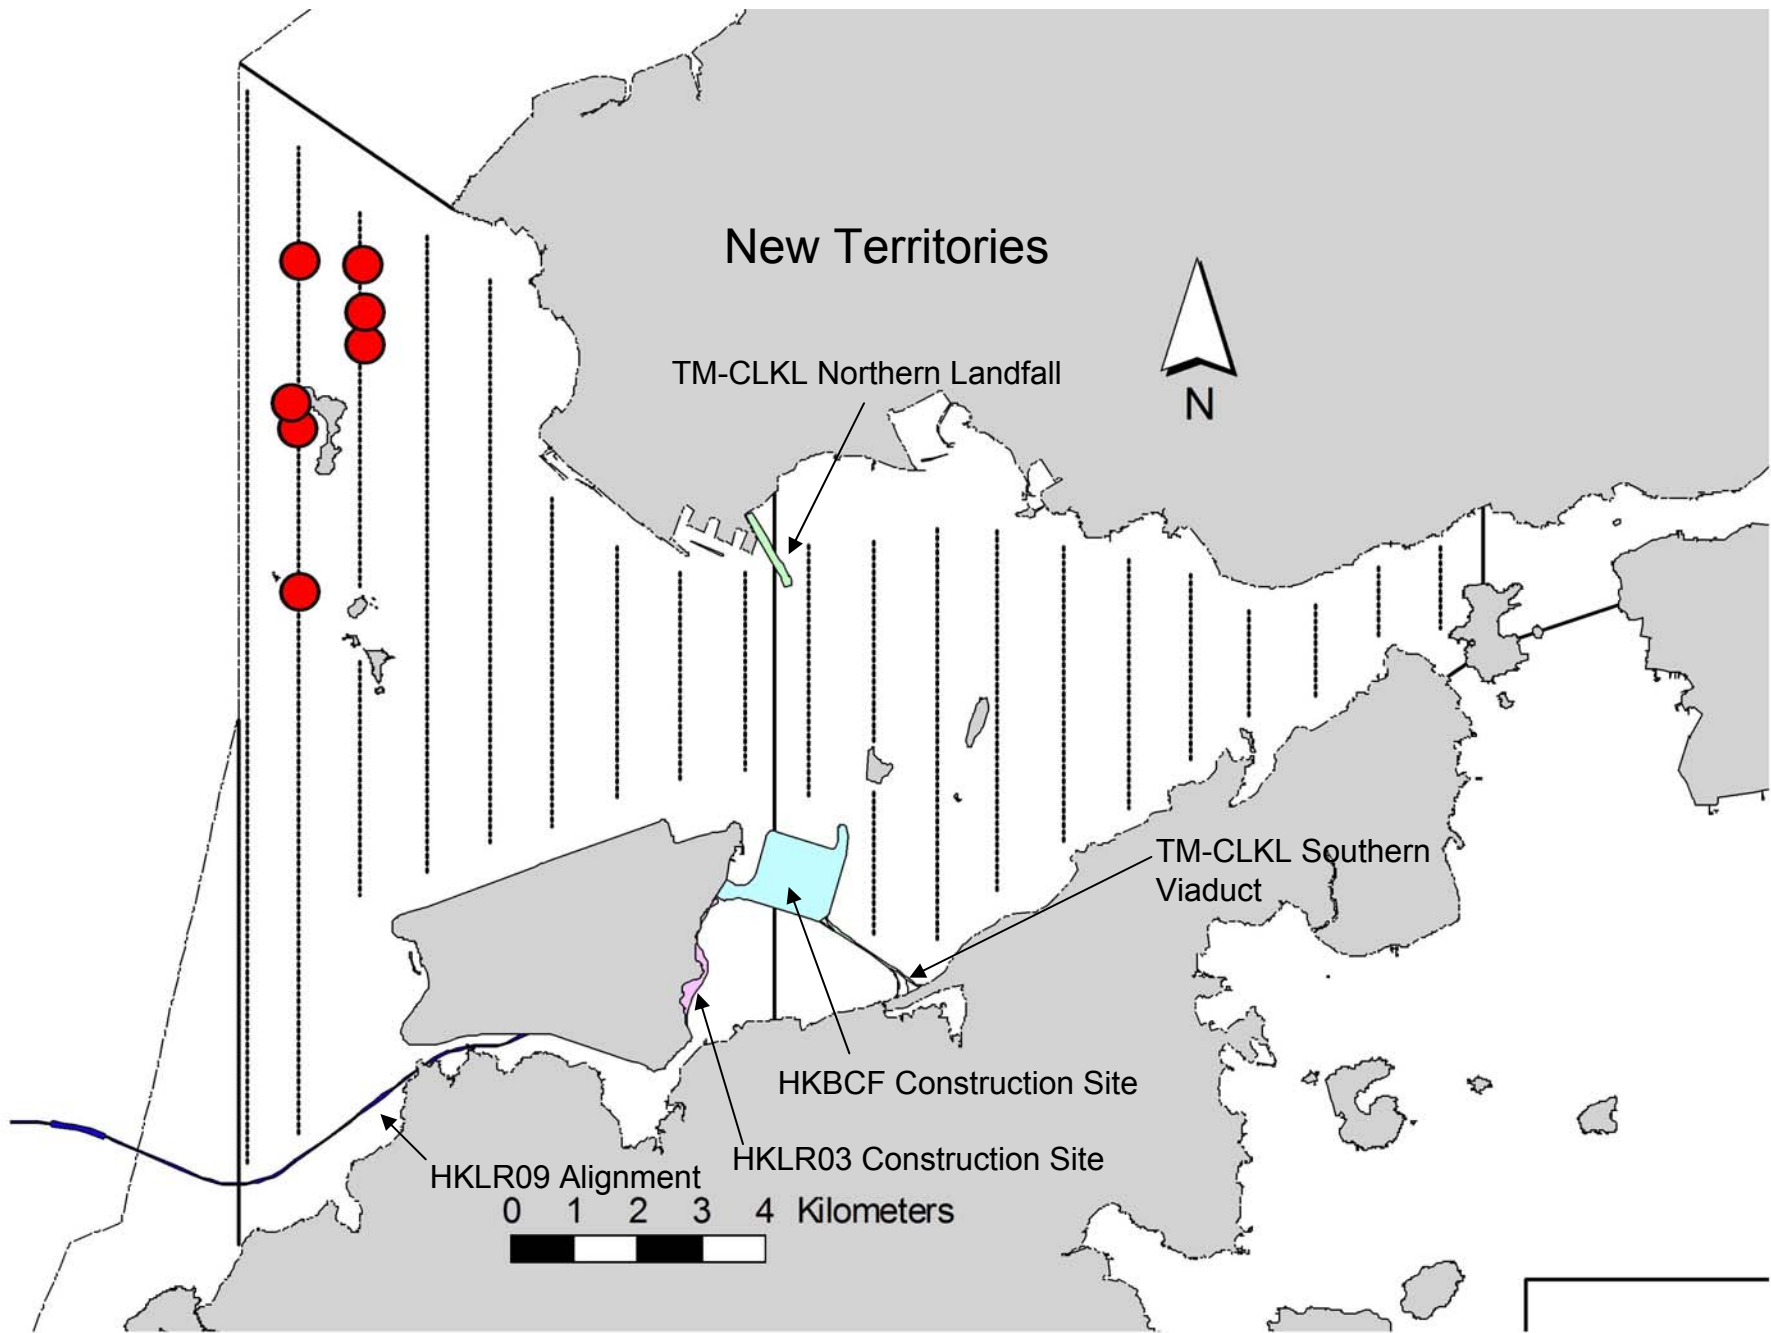 New Territories
TM-CLKL Northern Landfall
N
TM-CLKL Southern
Viaduct
HKBCF Construction Site
HKLR03 Construction Site
HKLR09 Alignment
0 1 2 3 4 Kilometers